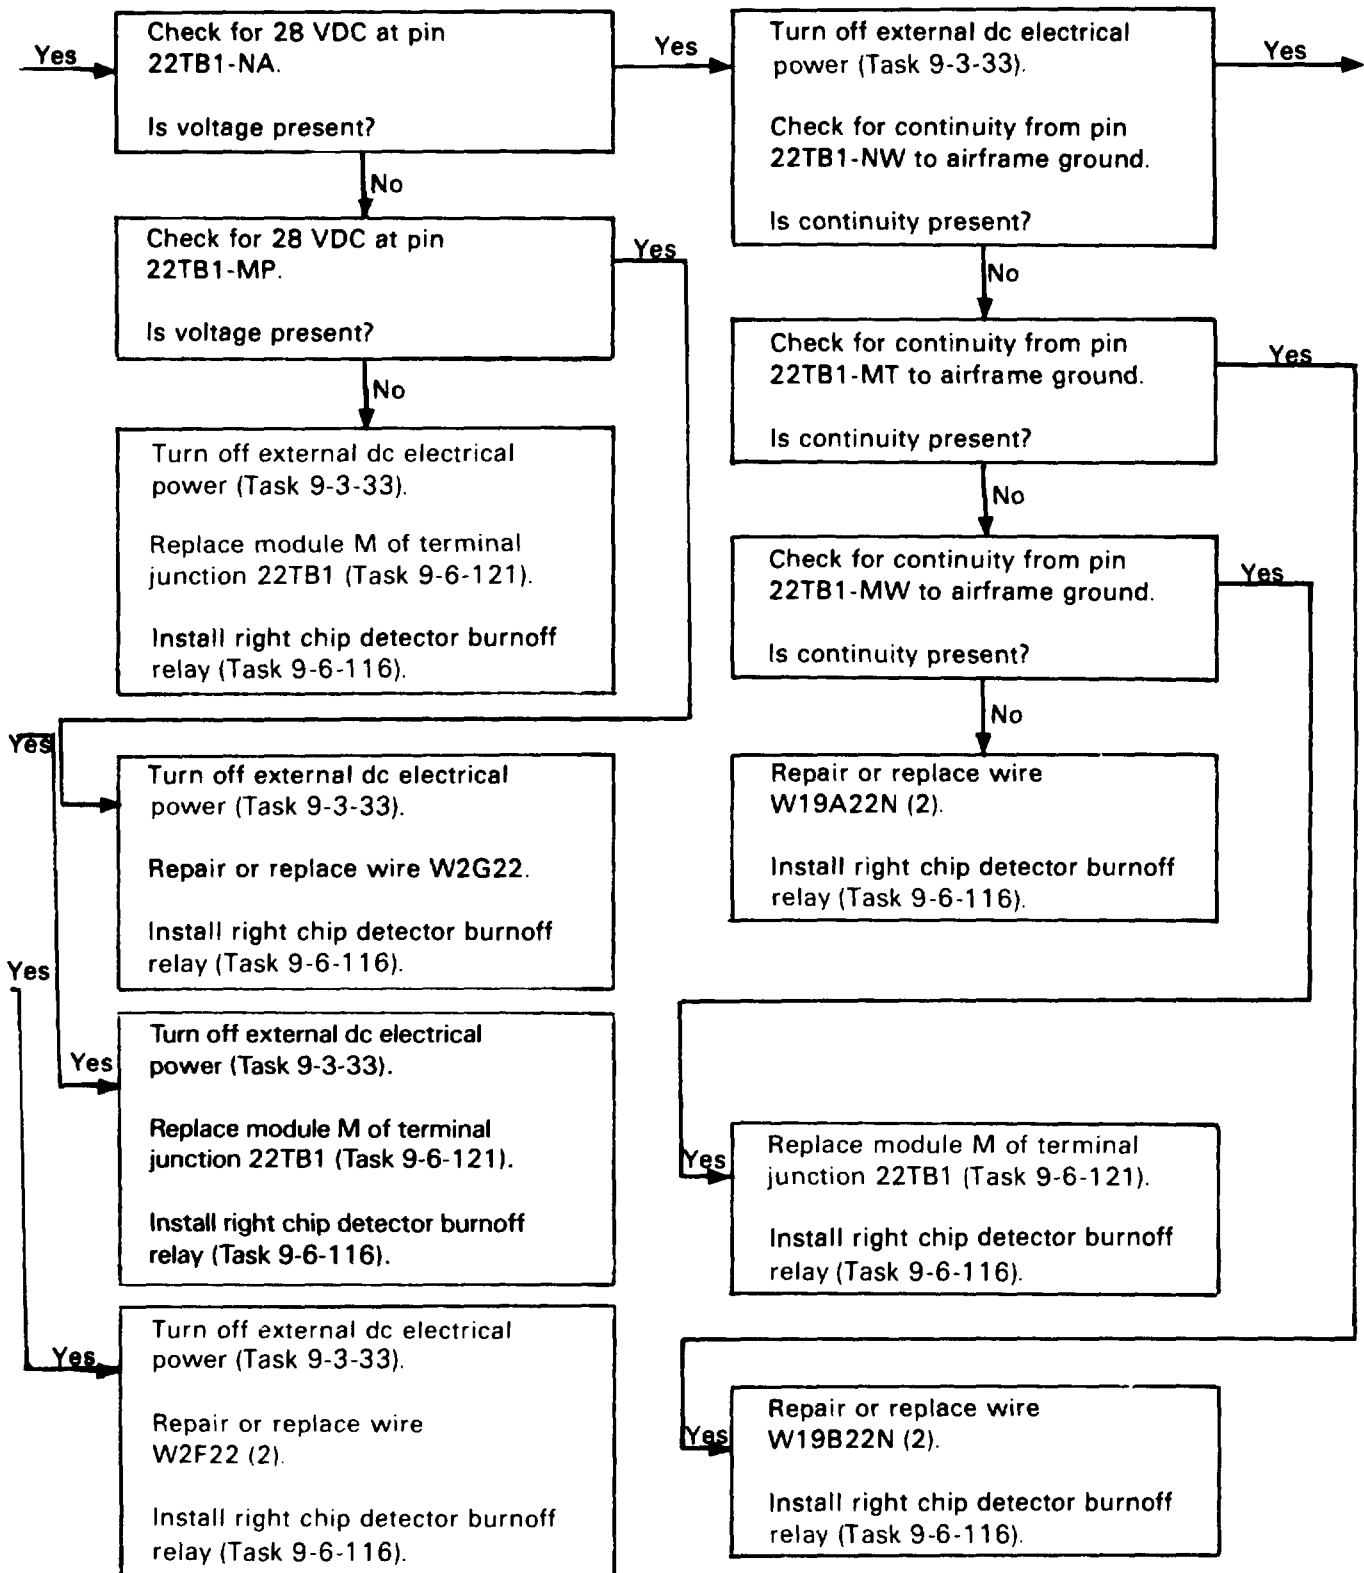 Yes
Check for 28 VDC at pin
22TB1-NA.
Is voltage present?
Yes
No
Check for 28 VDC at pin
22TB1-MP.
Is voltage present?
Yes
No
Turn off external dc electrical
power (Task 9-3-33).
Replace module M of terminal
junction 22TB1 (Task 9-6-121).
Install right chip detector burnoff
relay (Task 9-6-116).
Yes
Turn off external dc electrical
power (Task 9-3-33).
Repair or replace wire W2G22.
Install right chip detector burnoff
relay (Task 9-6-116).
Yes
Yes
Turn off external dc electrical
power (Task 9-3-33).
Replace module M of terminal
junction 22TB1 (Task 9-6-121).
Install right chip detector burnoff
relay (Task 9-6-116).
Yes
Turn off external dc electrical
power (Task 9-3-33).
Repair or replace wire
W2F22 (2).
Install right chip detector burnoff
relay (Task 9-6-116).
Turn off external dc electrical
power (Task 9-3-33).
Check for continuity from pin
22TB1-NW to airframe ground.
Is continuity present?
Yes
No
Check for continuity from pin
22TB1-MT to airframe ground.
Is continuity present?
Yes
No
Check for continuity from pin
22TB1-MW to airframe ground.
Is continuity present?
Yes
No
Repair or replace wire
W19A22N (2).
Install right chip detector burnoff
relay (Task 9-6-116).
Yes
Replace module M of terminal
junction 22TB1 (Task 9-6-121).
Install right chip detector burnoff
relay (Task 9-6-116).
Yes
Repair or replace wire
W19B22N (2).
Install right chip detector burnoff
relay (Task 9-6-116).